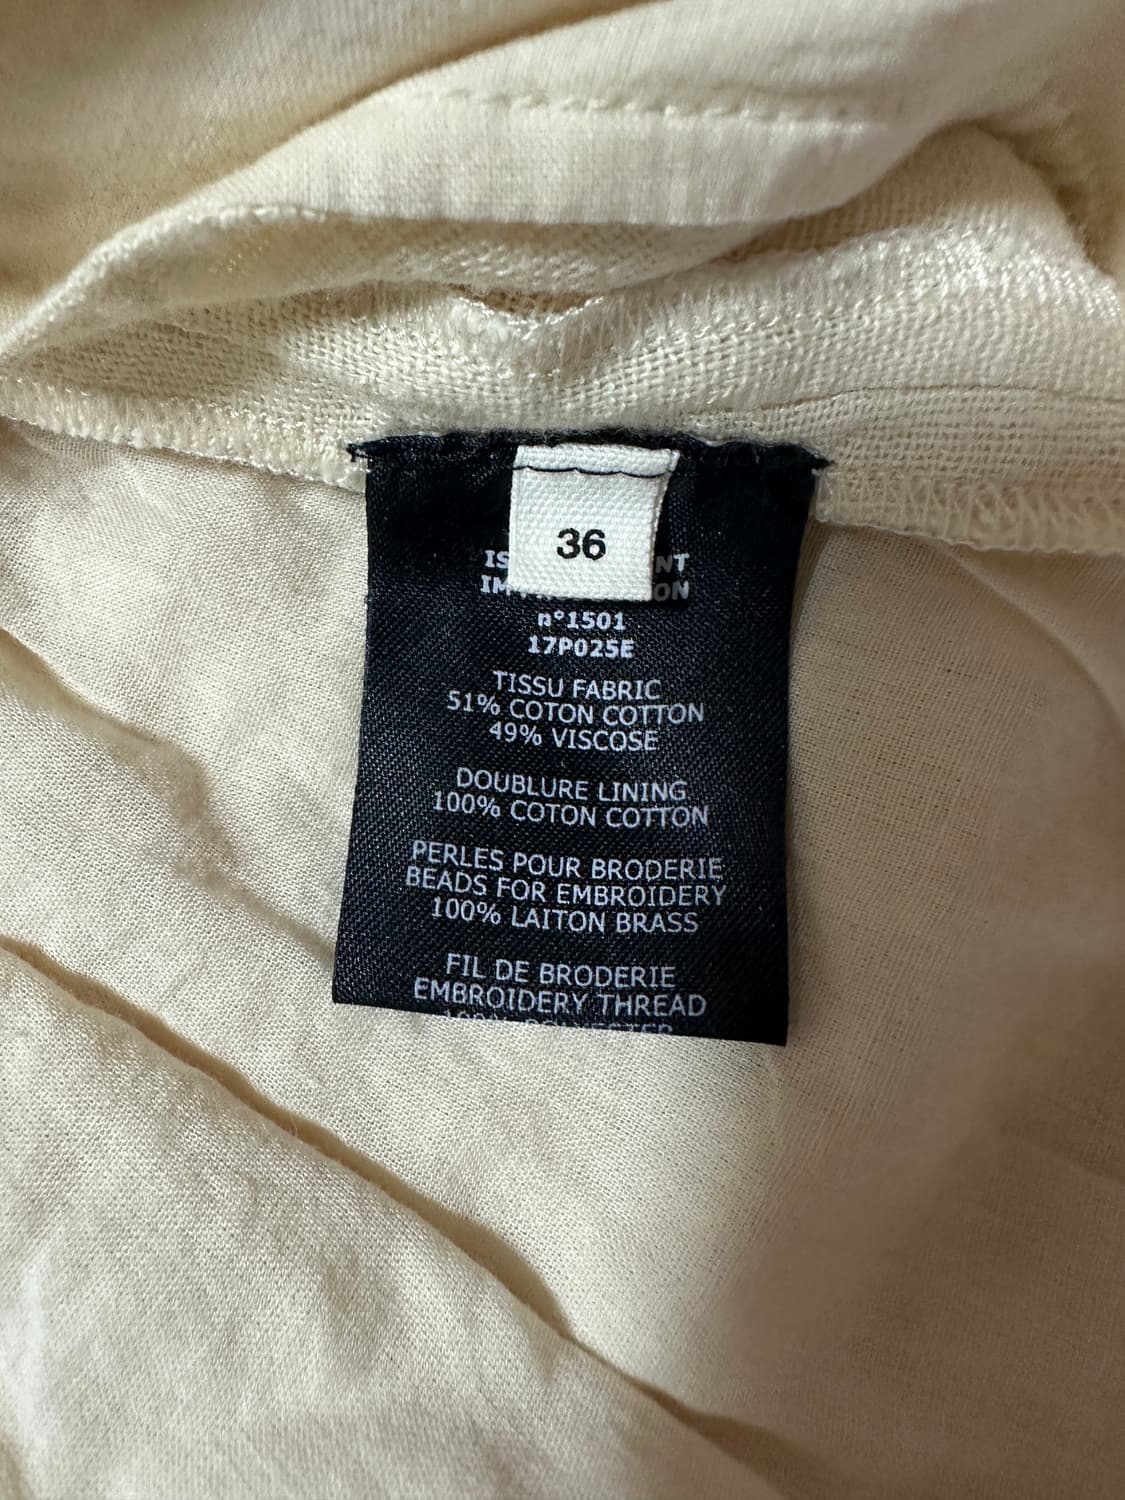 36
n°1501
17P025E
TISSU FABRIC
51% COTON COTTON
49% VISCOSE
DOUBLURE LINING
100% COTON COTTON
PERLES POUR BRODERIE
BEADS FOR EMBROIDERY
100% LAITON BRASS
FIL DE BRODERIE
EMBROIDERY THREAD